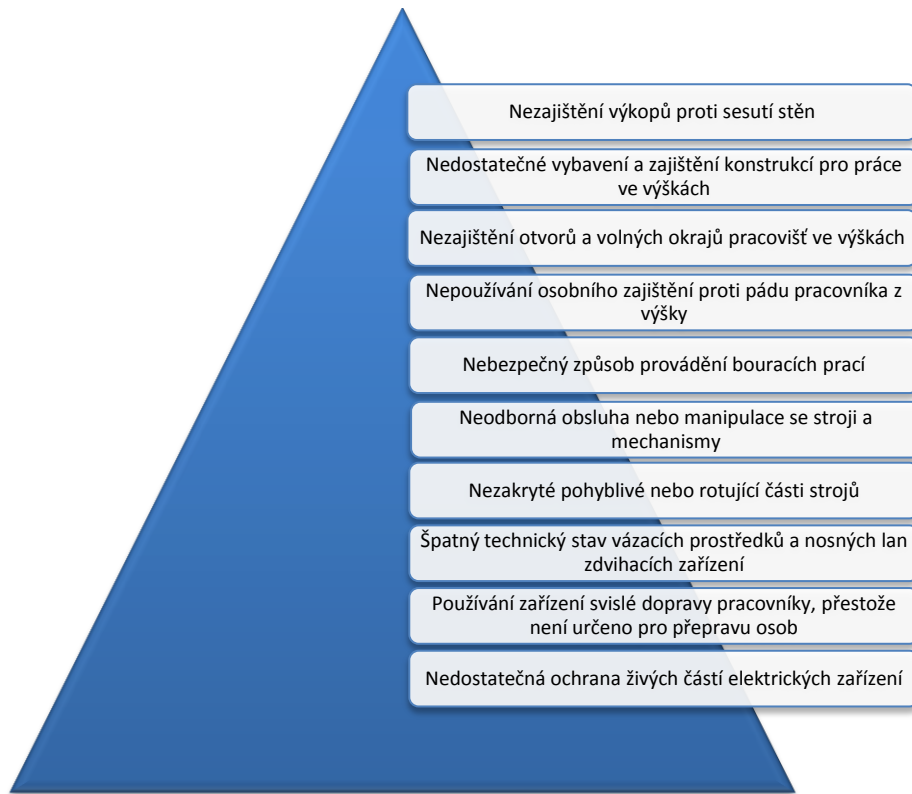 Nezajištění výkopů proti sesutí stěn
Nedostatečné vybavení a zajištění konstrukcí pro práce
ve výškách
Nezajištění otvorů a volných okrajů pracovišť ve výškách
Nepoužívání osobního zajištění proti pádu pracovníka z
výšky
Nebezpečný způsob provádění bouracích prací
Neodborná obsluha nebo manipulace se stroji a
mechanismy
Nezakryté pohyblivé nebo rotující části strojů
Špatný technický stav vázacích prostředků a nosných lan
zdvihacích zařízení
Používání zařízení svislé dopravy pracovníky, přestože
není určeno pro přepravu osob
Nedostatečná ochrana živých částí elektrických zařízení